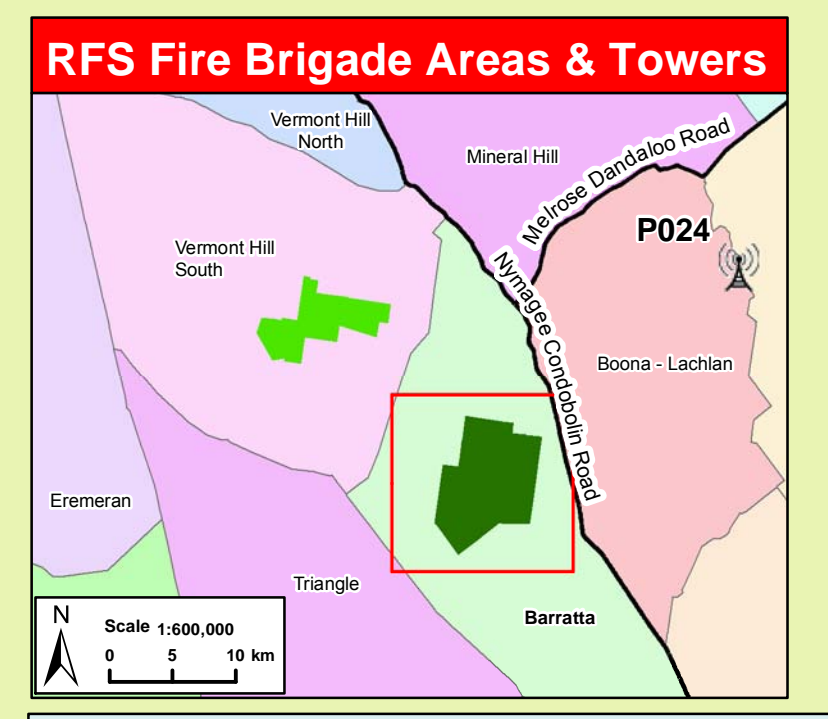 RFS Fire Brigade Areas & Towers
Vermont Hill
North
Mineral Hill
Melrose Dandaloo Road
P024
Vermont Hill
South
Nymagee Condobolin Road
Boona - Lachlan
Eremeran
Triangle
Barratta
N
Scale 1:600,000
0 5 10 km